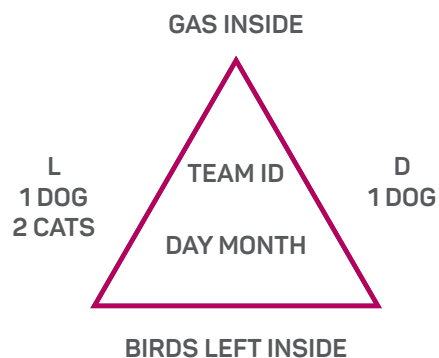 GAS INSIDE
L
1 DOG
2 CATS
TEAM ID
DAY MONTH
D
1 DOG
BIRDS LEFT INSIDE